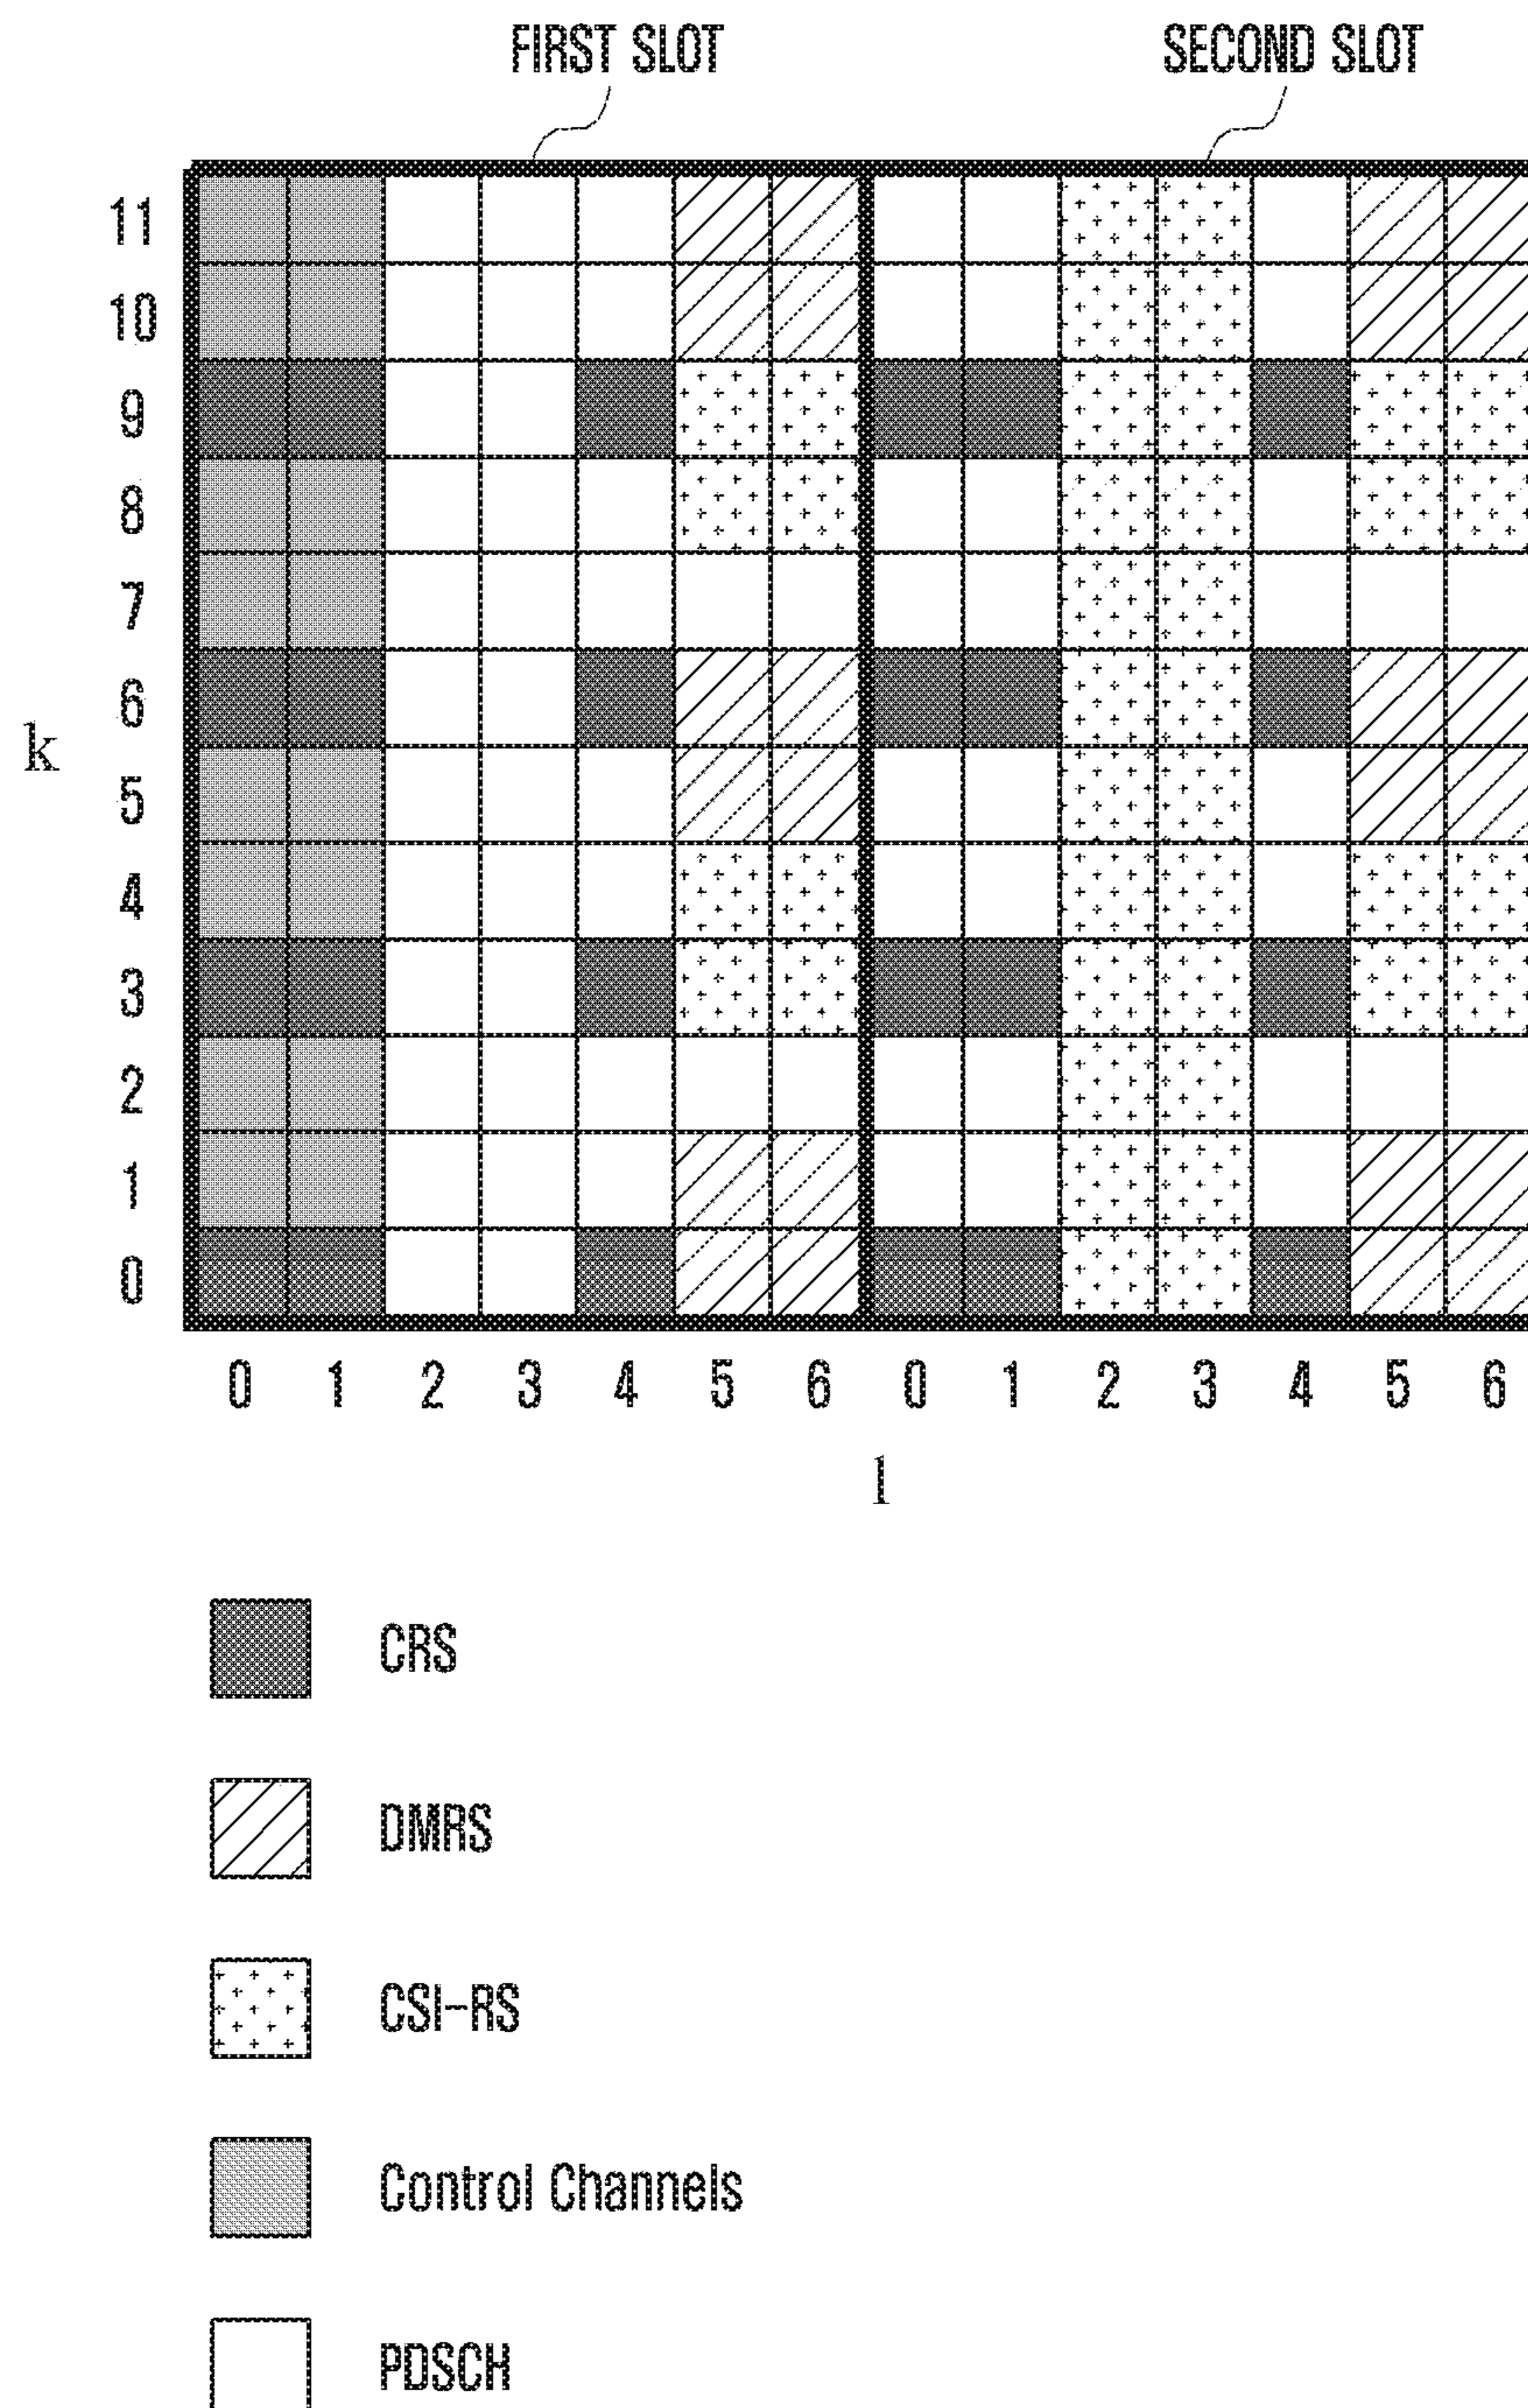 FIRST SLOT
SECOND SLOT
11
10
9
8
7
6
k
5
4
3
2
1
0
0 1 2 3 4 5 6 0 1 2 3 4 5 6
l
CRS
DMRS
CSI-RS
Control Channels
PDSCH